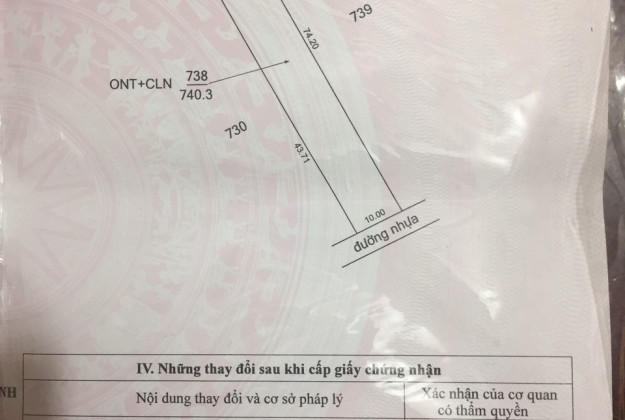 739
74.20
ONT+CLN 738
740.3
730
43.71
10.00
đường nhựa
IV. Những thay đổi sau khi cấp giấy chứng nhận
NH
Nội dung thay đổi và cơ sở pháp lý
Xác nhận của cơ quan
có thẩm quyền